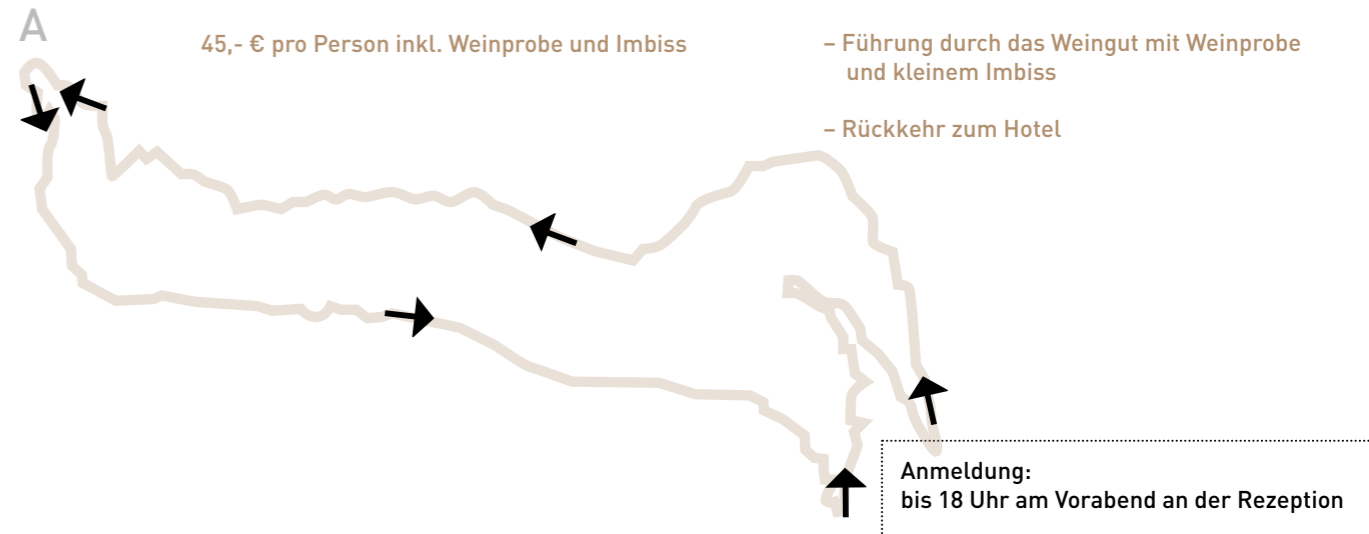 A
45,- € pro Person inkl. Weinprobe und Imbiss
– Führung durch das Weingut mit Weinprobe
und kleinem Imbiss
– Rückkehr zum Hotel
Anmeldung:
bis 18 Uhr am Vorabend an der Rezeption